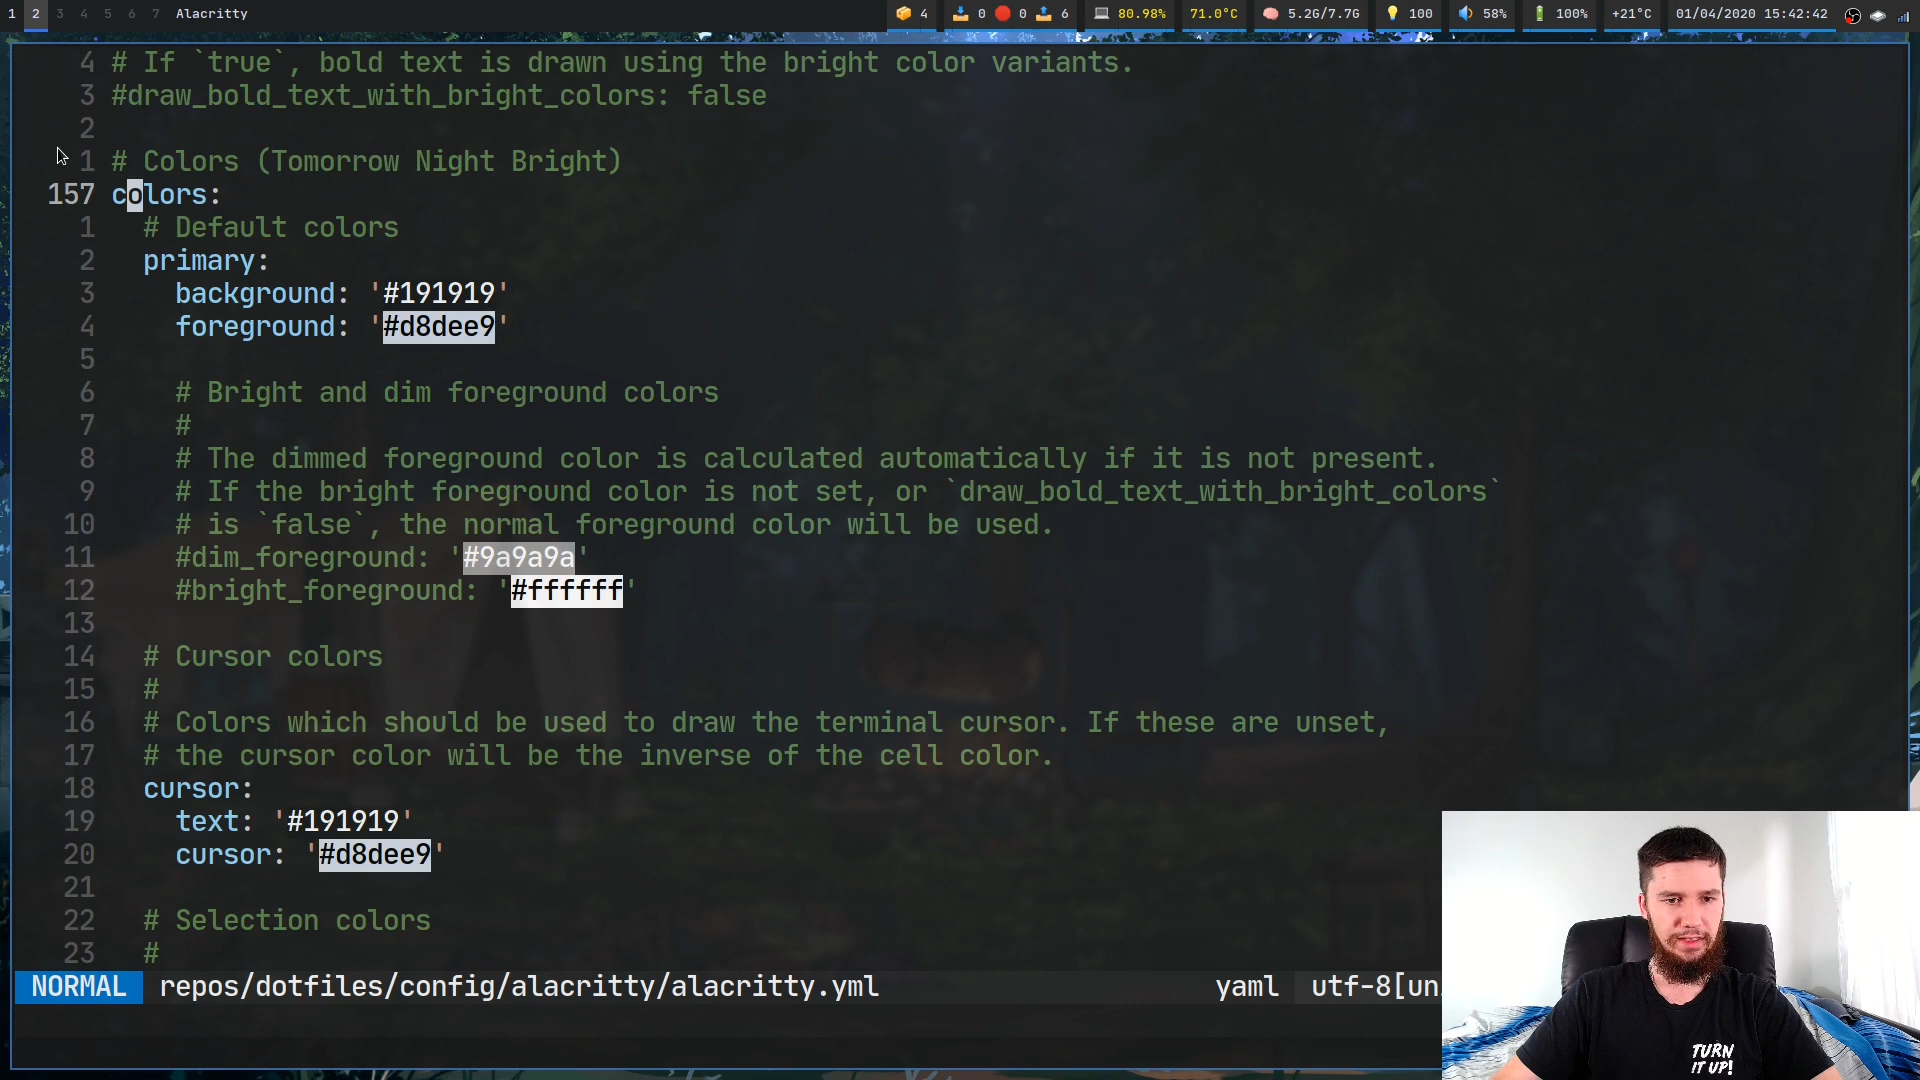 1 2 3 4 5 6 7 Alacritty 4 0 0 6 80.98% 71.0°C 5.2G/7.7G 100 58% 100% +21°C 01/04/2020 15:42:42
4 # If `true`, bold text is drawn using the bright color variants.
3 #draw_bold_text_with_bright_colors: false
2
1 # Colors (Tomorrow Night Bright)
157 colors:
1 # Default colors
2 primary:
3 background: '#191919'
4 foreground: '#d8dee9'
5
6 # Bright and dim foreground colors
7 #
8 # The dimmed foreground color is calculated automatically if it is not present.
9 # If the bright foreground color is not set, or `draw_bold_text_with_bright_colors`
10 # is `false`, the normal foreground color will be used.
11 #dim_foreground: '#9a9a9a'
12 #bright_foreground: '#ffffff'
13
14 # Cursor colors
15 #
16 # Colors which should be used to draw the terminal cursor. If these are unset,
17 # the cursor color will be the inverse of the cell color.
18 cursor:
19 text: '#191919'
20 cursor: '#d8dee9'
21
22 # Selection colors
23 #
NORMAL repos/dotfiles/config/alacritty/alacritty.yml yaml utf-8[un
TURN
IT UP!